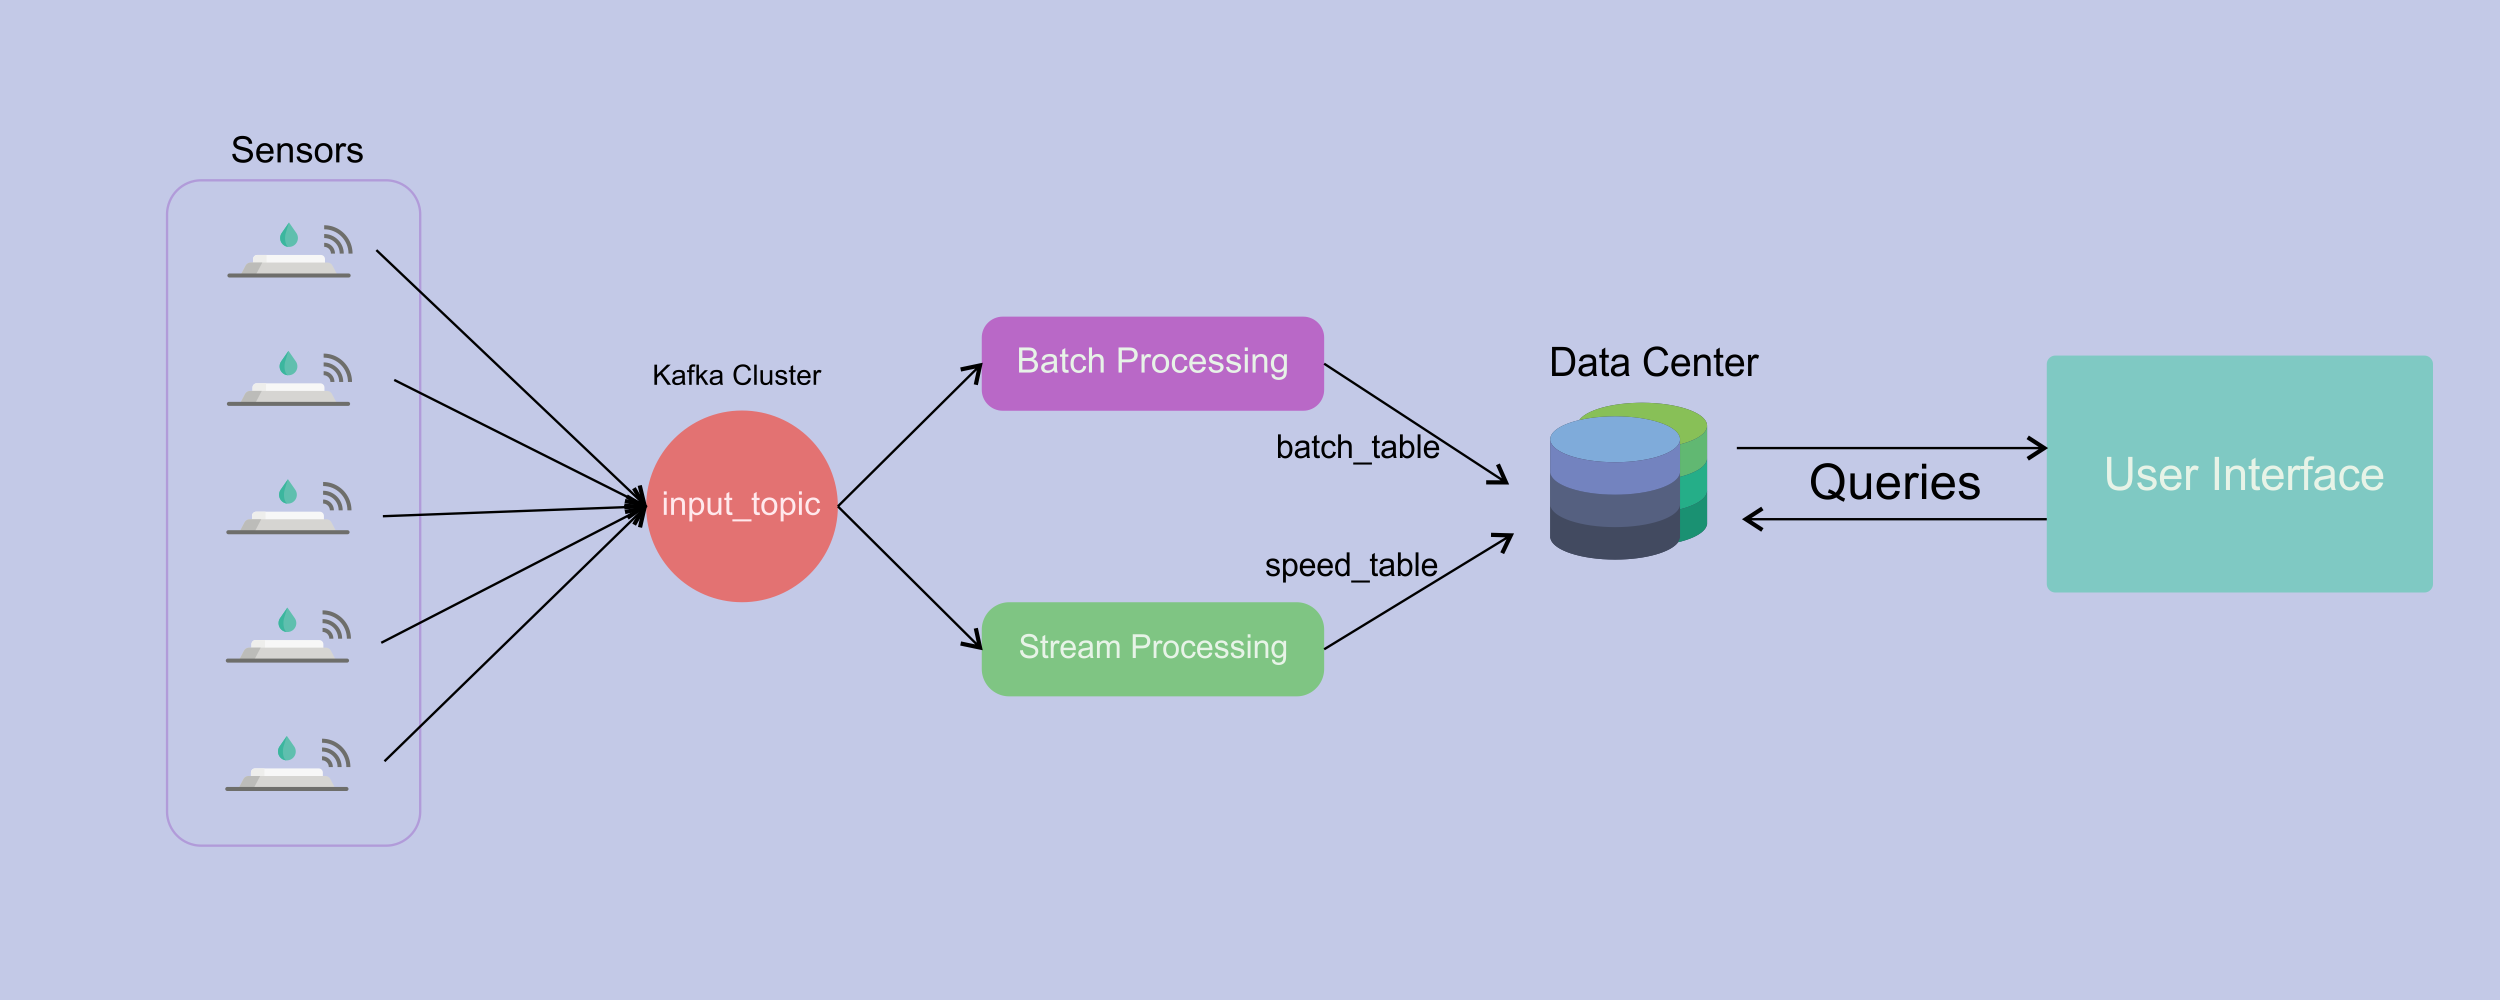 Sensors
Kafka Cluster
input_topic
Batch Processing
batch_table
speed_table
Stream Processing
Data Center
Queries
User Interface